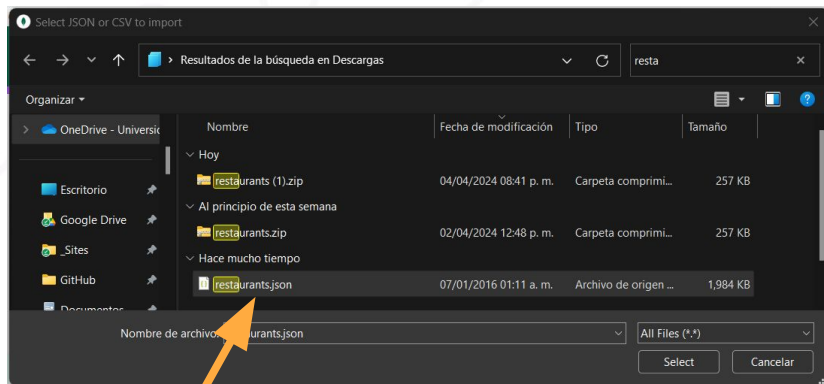 Select JSON or CSV to import
Resultados de la búsqueda en Descargas
resta
Organizar
OneDrive - Universic
Nombre
Fecha de modificación
Tipo
Tamaño
Hoy
restaurants (1).zip
04/04/2024 08:41 p. m.
Carpeta comprimi...
257 KB
Escritorio
Al principio de esta semana
Google Drive
restaurants.zip
02/04/2024 12:48 p. m.
Carpeta comprimi...
257 KB
_Sites
Hace mucho tiempo
GitHub
restaurants.json
07/01/2016 01:11 a. m.
Archivo de origen ...
1,984 KB
Documentos
Nombre de archivo:
urants.json
All Files (*.*)
Select
Cancelar